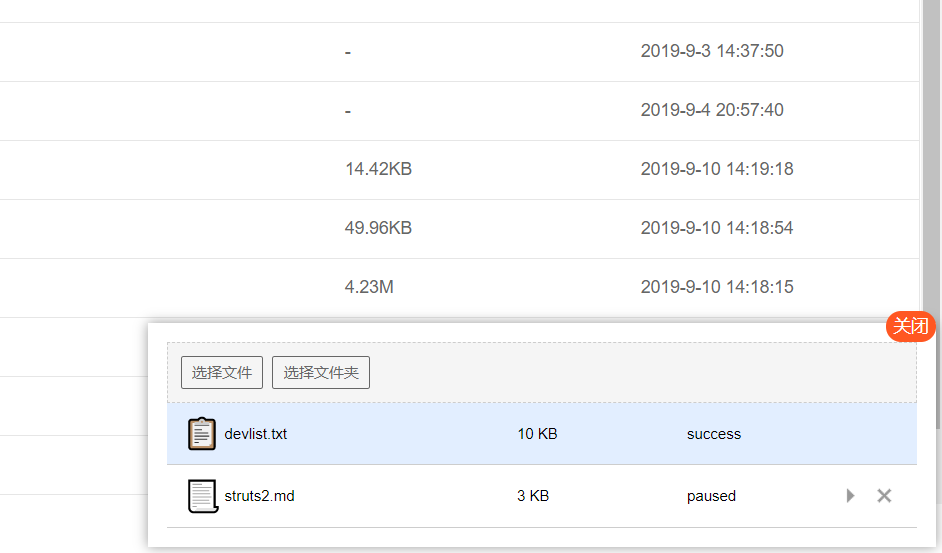 - 2019-9-3 14:37:50
- 2019-9-4 20:57:40
14.42KB 2019-9-10 14:19:18
49.96KB 2019-9-10 14:18:54
4.23M 2019-9-10 14:18:15
关闭
选择文件 选择文件夹
devlist.txt 10 KB success
struts2.md 3 KB paused